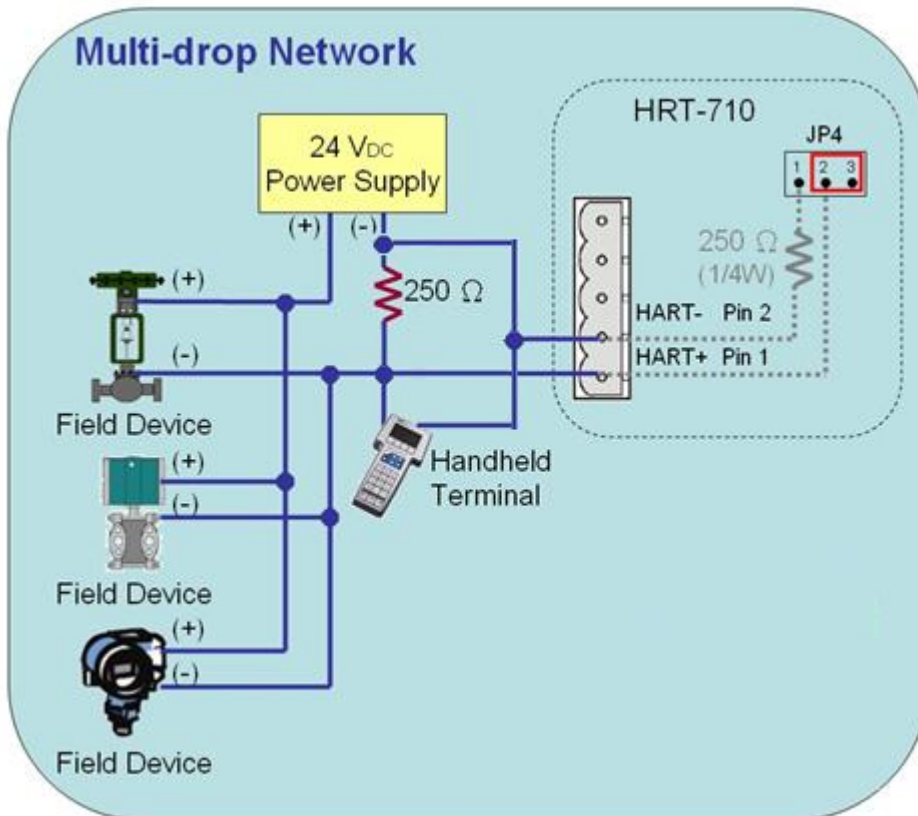 Multi-drop Network
HRT-710
JP4
1 2 3
24 VDC
Power Supply
(+) (-)
250 Ω
(1/4W)
250 Ω
(+)
HART- Pin 2
(-)
HART+ Pin 1
Field Device
(+)
Handheld
Terminal
(-)
Field Device
(+)
(-)
Field Device